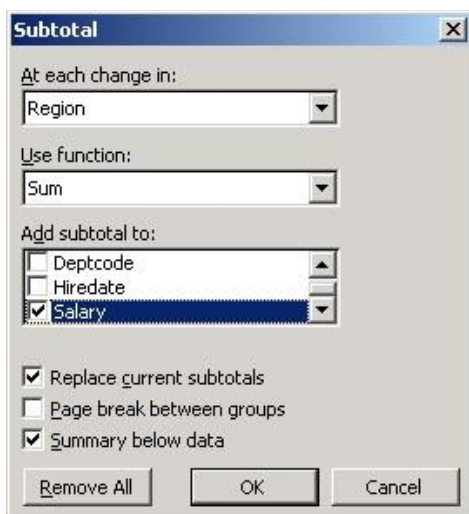 Subtotal
At each change in:
Region
Use function:
Sum
Add subtotal to:
Deptcode
Hiredate
Salary
Replace current subtotals
Page break between groups
Summary below data
Remove All OK Cancel